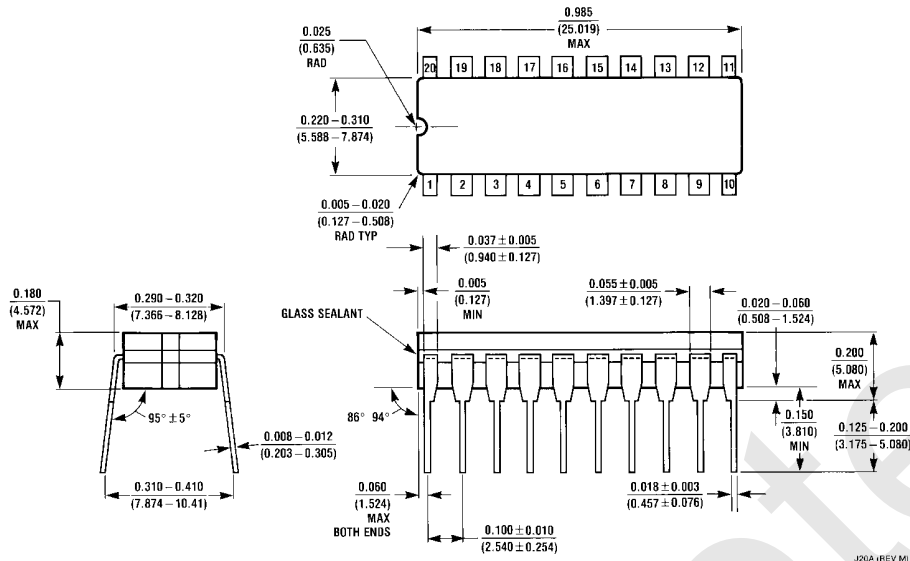 0.985
(25.019)
MAX
0.025
(0.635)
RAD
20 19 18 17 16 15 14 13 12 11
0.220 – 0.310
(5.588 – 7.874)
1 2 3 4 5 6 7 8 9 10
0.005 – 0.020
(0.127 – 0.508)
RAD TYP
0.037 ± 0.005
(0.940 ± 0.127)
0.005
(0.127)
MIN
0.055 ± 0.005
(1.397 ± 0.127)
0.020 – 0.060
(0.508 – 1.524)
0.180
(4.572)
MAX
0.290 – 0.320
(7.366 – 8.128)
GLASS SEALANT
0.200
(5.080)
MAX
95° ± 5°
86° 94°
0.150
(3.810)
MIN
0.125 – 0.200
(3.175 – 5.080)
0.008 – 0.012
(0.203 – 0.305)
0.310 – 0.410
(7.874 – 10.41)
0.060
(1.524)
MAX
BOTH ENDS
0.100 ± 0.010
(2.540 ± 0.254)
0.018 ± 0.003
(0.457 ± 0.076)
J20A (REV M)